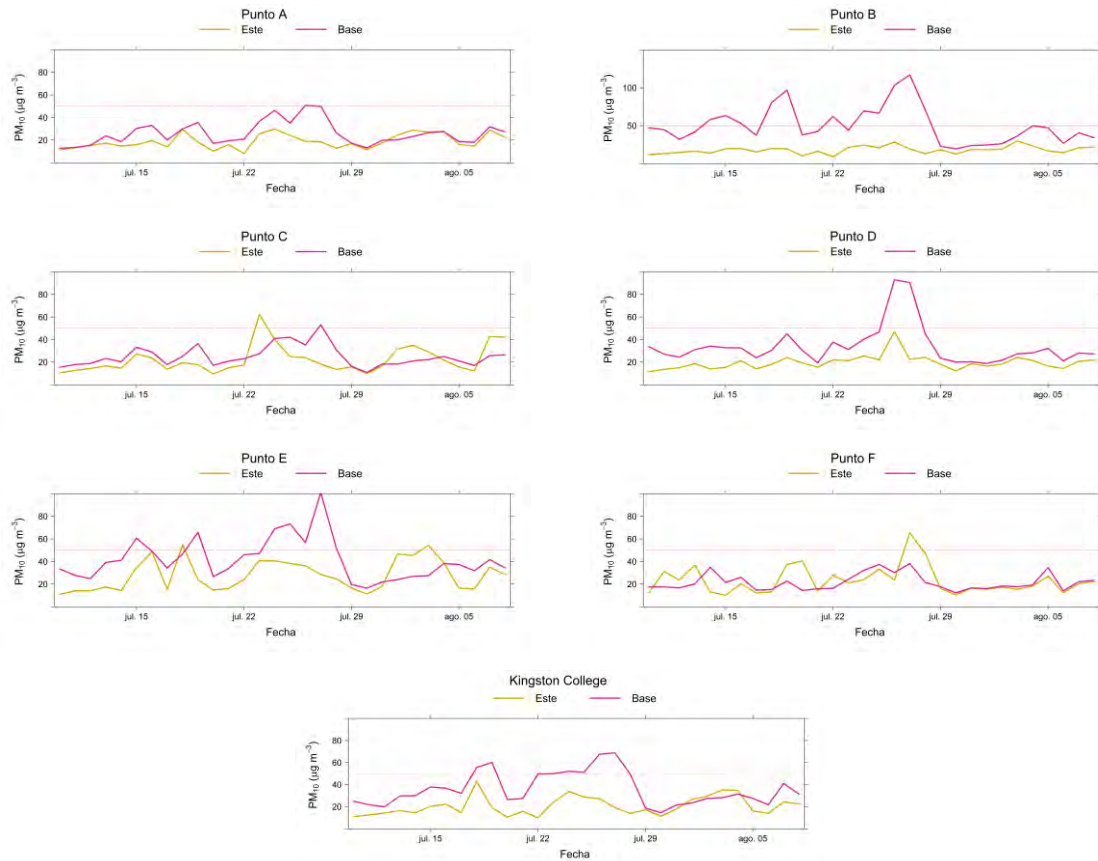 Punto A
Este Base
PM10 (µg m−3)
80
60
40
20
jul. 15 jul. 22 jul. 29 ago. 05
Fecha
Punto B
Este Base
PM10 (µg m−3)
100
50
jul. 15 jul. 22 jul. 29 ago. 05
Fecha
Punto C
Este Base
PM10 (µg m−3)
80
60
40
20
jul. 15 jul. 22 jul. 29 ago. 05
Fecha
Punto D
Este Base
PM10 (µg m−3)
80
60
40
20
jul. 15 jul. 22 jul. 29 ago. 05
Fecha
Punto E
Este Base
PM10 (µg m−3)
80
60
40
20
jul. 15 jul. 22 jul. 29 ago. 05
Fecha
Punto F
Este Base
PM10 (µg m−3)
80
60
40
20
jul. 15 jul. 22 jul. 29 ago. 05
Fecha
Kingston College
Este Base
PM10 (µg m−3)
80
60
40
20
jul. 15 jul. 22 jul. 29 ago. 05
Fecha